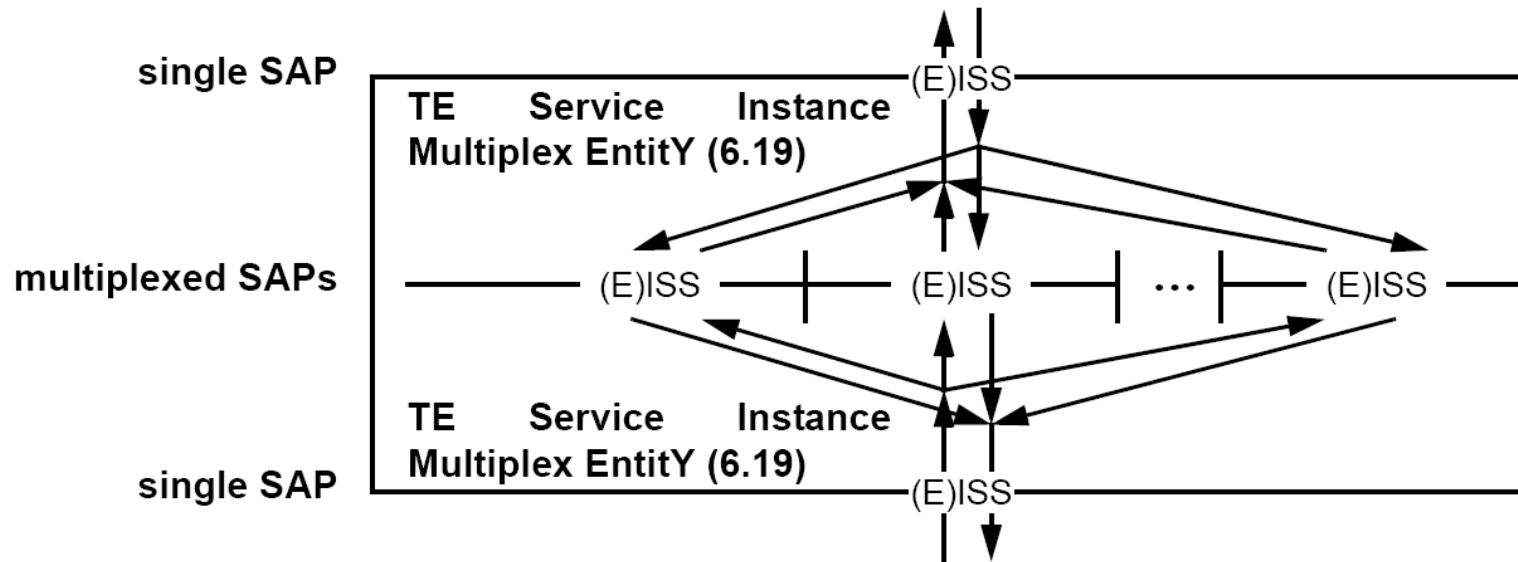 single SAP
(E)ISS
TE Service Instance
Multiplex EntitY (6.19)
multiplexed SAPs
(E)ISS
(E)ISS
...
(E)ISS
TE Service Instance
Multiplex EntitY (6.19)
single SAP
(E)ISS